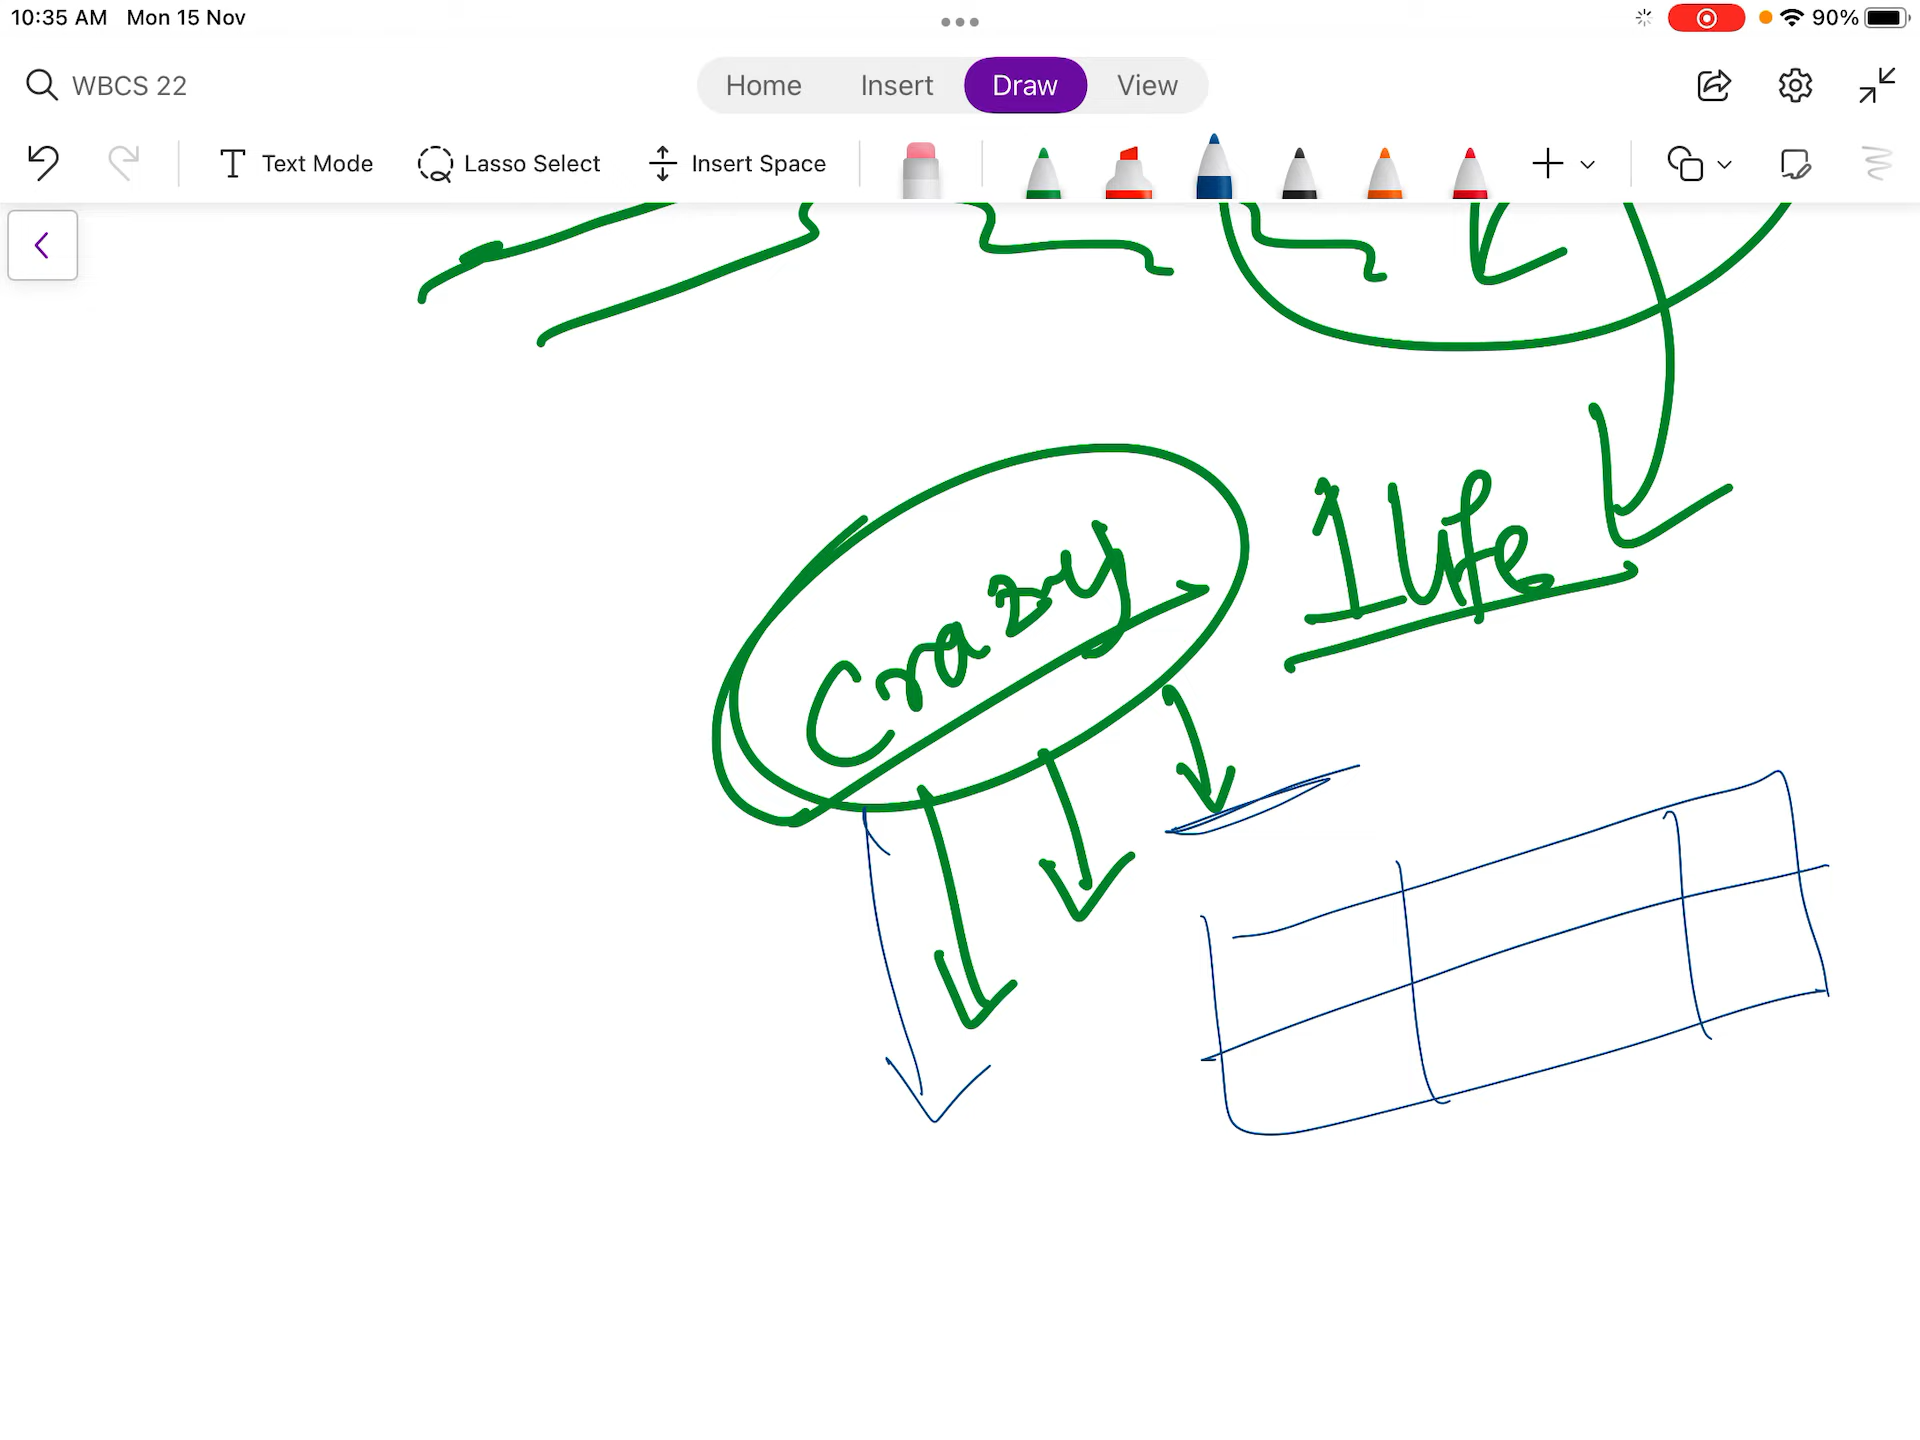 10:35 AM Mon 15 Nov
90%
WBCS 22
Home Insert Draw View
Text Mode Lasso Select Insert Space
Crazy
1 life